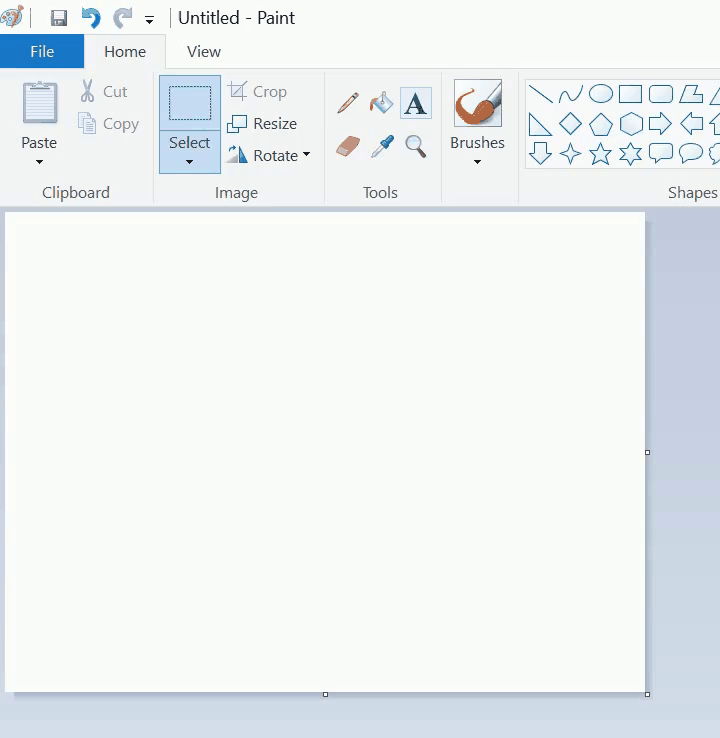 Untitled - Paint
File Home View
Paste Cut Copy Select Crop Resize Rotate A Brushes
Clipboard Image Tools Shapes